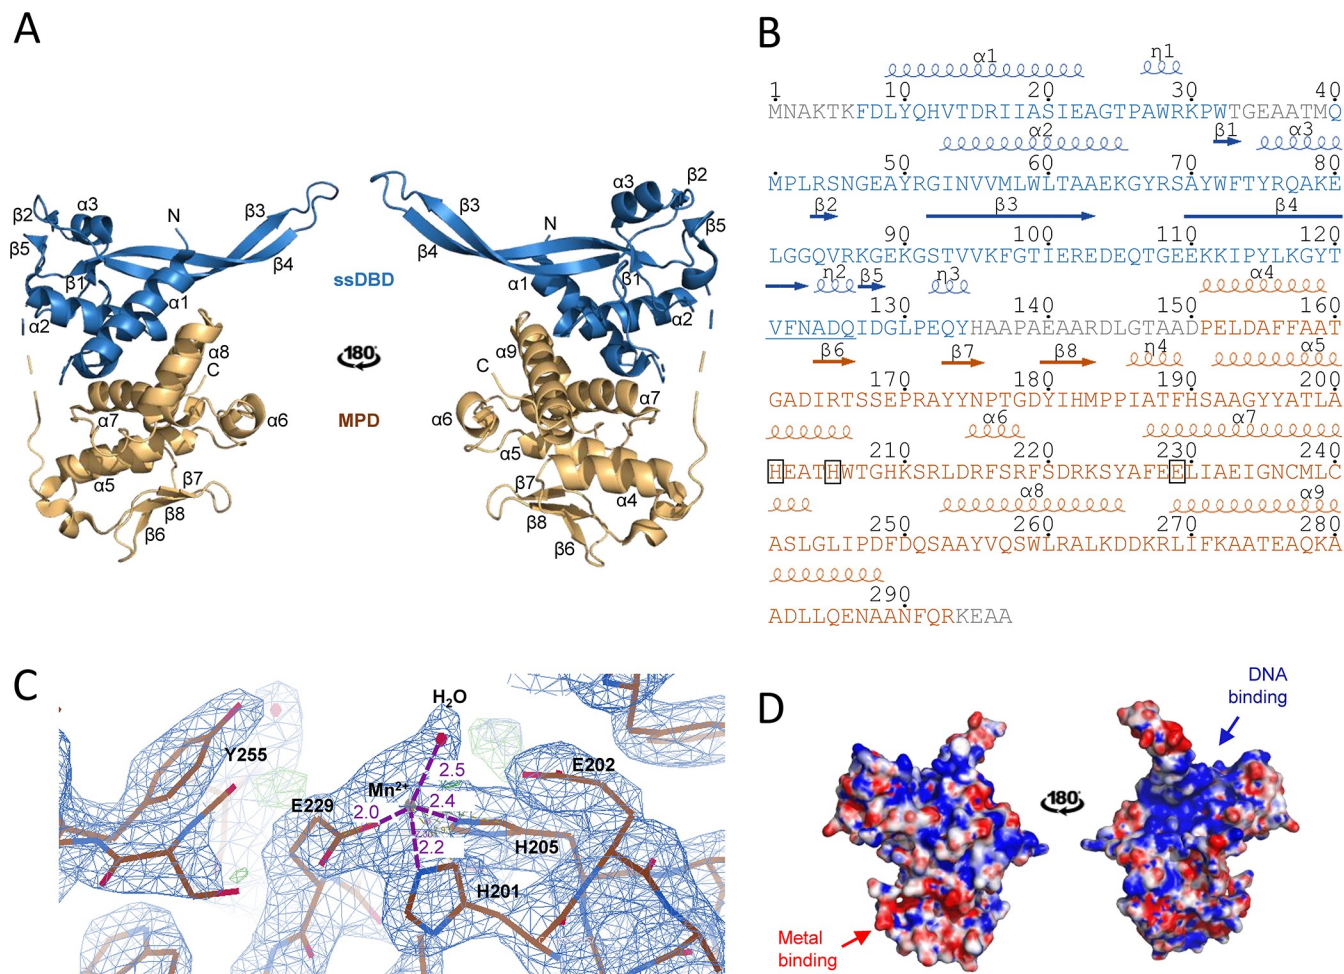 A
β2
α3
N
β3
β5
β4
β1
α1
α2
α8
C
α7
α6
α5
β7
β8
β6
ssDBD
180°
MPD
β3
α3
β2
N
β5
β4
β1
α1
α2
α9
C
α7
α6
α5
β7
α4
β8
β6
B
α1 η1
1 10 20 30 40
MNAKTKFDLYQHVTDRIIASIEAGTPAWRKPWTGEAATMQ
α2 β1 α3
50 60 70 80
MPLRSNGEAYRGINVVMLWLTAAEKGYRSAYWFTYRQAKE
β2 β3 β4
90 100 110 120
LGGQVRKGEKGSTVVKFGTIEREDEQTGEEKKIPYLKGYT
η2 β5 η3 α4
130 140 150 160
VFNADQIDGLPEQYHAAPAEAARDLGTAADPELDAFFAAT
β6 β7 β8 η4 α5
170 180 190 200
GADIRTSSEPRAYYNPTGDYIHMPPIATFHSAAGYYATLA
α6 α7
210 220 230 240
HEATHWTGHKSRLDRFSRFSDRKSYAFEELIAEIGNCMLC
α8 α9
250 260 270 280
ASLGLIPDFDQSAAYVQSWLRALKDDKRLIFKAATEAQKA
290
ADLLQENAANFQRKEAA
C
H₂O
Y255
E202
2.5
Mn²⁺
2.4
E229
2.0
2.2
H205
H201
D
DNA
binding
180°
Metal
binding